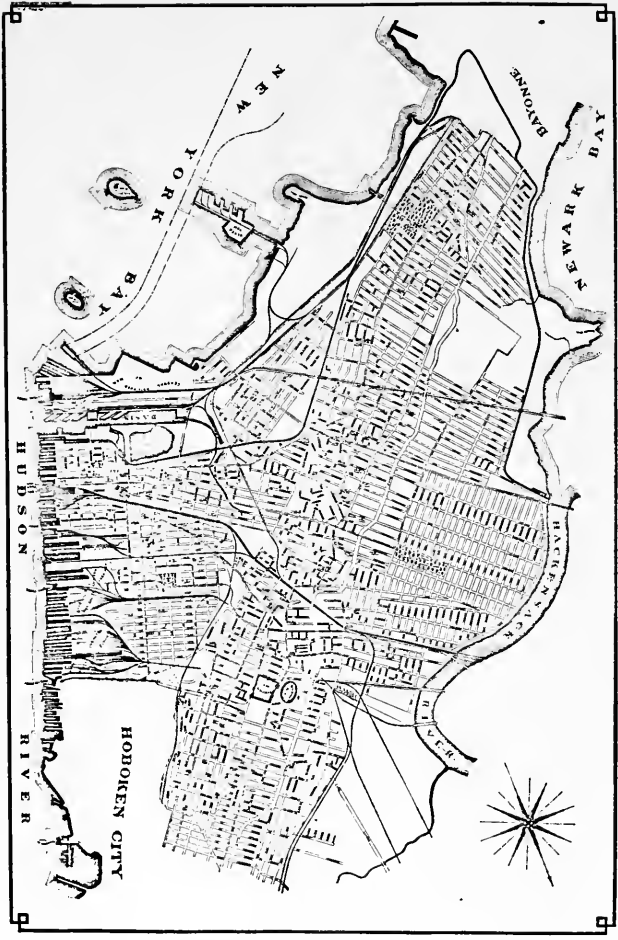 BAYONNE
NEWARK BAY
NEW YORK BAY
HACKENSACK RIVER
HUDSON RIVER
HOBOKEN CITY